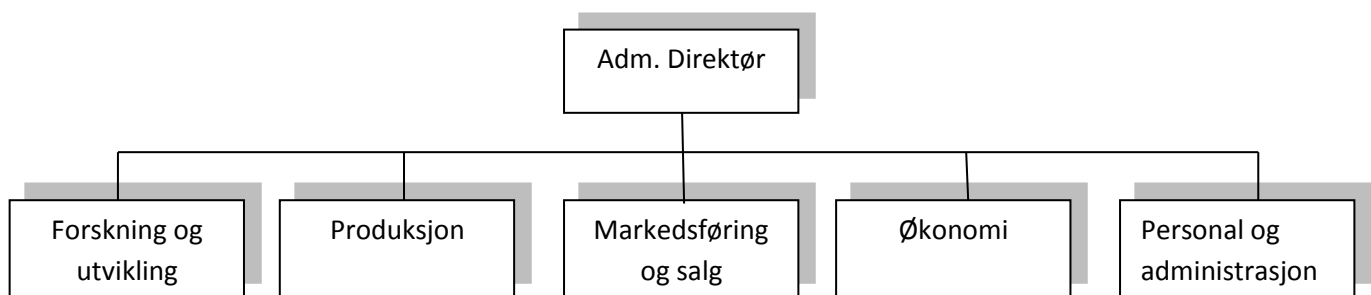 Adm. Direktør
Forskning og
utvikling
Produksjon
Markedsføring
og salg
Økonomi
Personal og
administrasjon